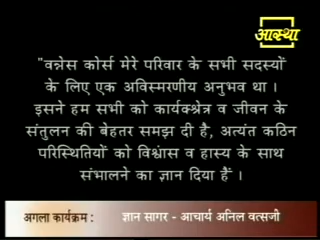 आस्था
"वन्नेस कोर्स मेरे परिवार के सभी सदस्यों
के लिए एक अविस्मरणीय अनुभव था ।
इसने हम सभी को कार्यक्श्रेत्र व जीवन के
संतुलन की बेहतर समझ दी है, अत्यंत कठिन
परिस्थितियों को विश्वास व हास्य के साथ
संभालने का ज्ञान दिया हैं ।
अगला कार्यक्रम : ज्ञान सागर - आचार्य अनिल वत्सजी